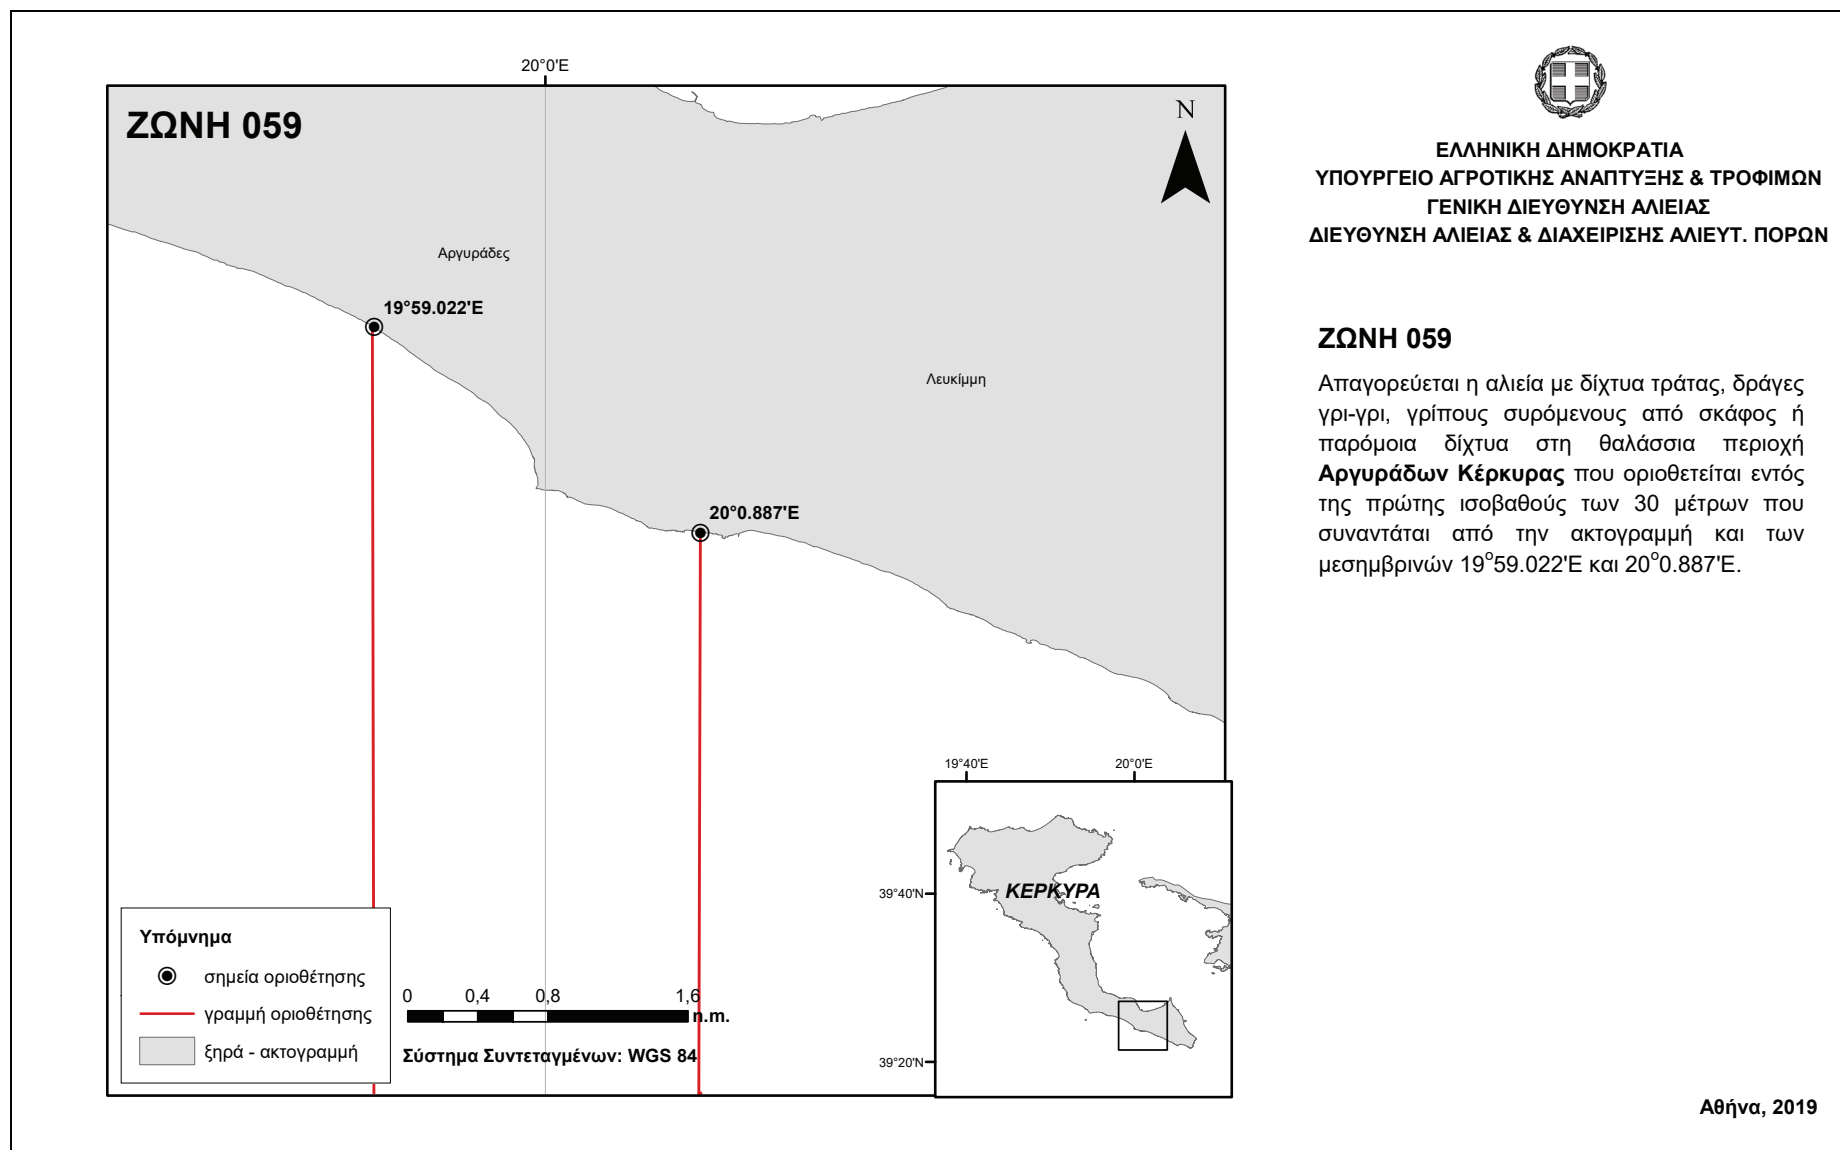 20°0'E
ΖΩΝΗ 059
N
Αργυράδες
19°59.022'E
Λευκίμμη
20°0.887'E
19°40'E
20°0'E
39°40'N
ΚΕΡΚΥΡΑ
39°20'N
Υπόμνημα
σημεία οριοθέτησης
γραμμή οριοθέτησης
ξηρά - ακτογραμμή
0 0,4 0,8 1,6
n.m.
Σύστημα Συντεταγμένων: WGS 84
ΕΛΛΗΝΙΚΗ ΔΗΜΟΚΡΑΤΙΑ
ΥΠΟΥΡΓΕΙΟ ΑΓΡΟΤΙΚΗΣ ΑΝΑΠΤΥΞΗΣ & ΤΡΟΦΙΜΩΝ
ΓΕΝΙΚΗ ΔΙΕΥΘΥΝΣΗ ΑΛΙΕΙΑΣ
ΔΙΕΥΘΥΝΣΗ ΑΛΙΕΙΑΣ & ΔΙΑΧΕΙΡΙΣΗΣ ΑΛΙΕΥΤ. ΠΟΡΩΝ
ΖΩΝΗ 059
Απαγορεύεται η αλιεία με δίχτυα τράτας, δράγες
γρι-γρι, γρίπους συρόμενους από σκάφος ή
παρόμοια δίχτυα στη θαλάσσια περιοχή
Αργυράδων Κέρκυρας που οριοθετείται εντός
της πρώτης ισοβαθούς των 30 μέτρων που
συναντάται από την ακτογραμμή και των
μεσημβρινών 19°59.022'E και 20°0.887'E.
Αθήνα, 2019